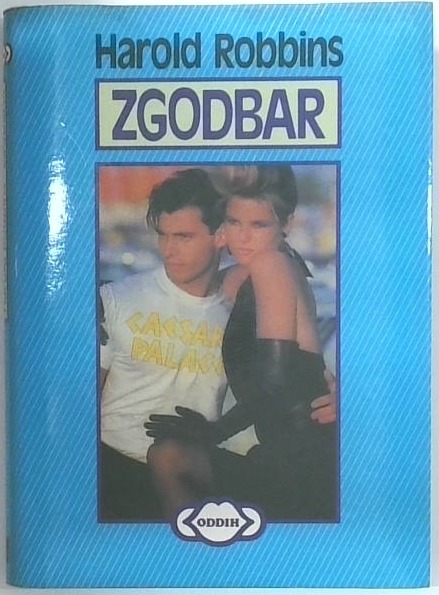 Harold Robbins
ZGODBAR
CAESAR
PALACE
ODDIH